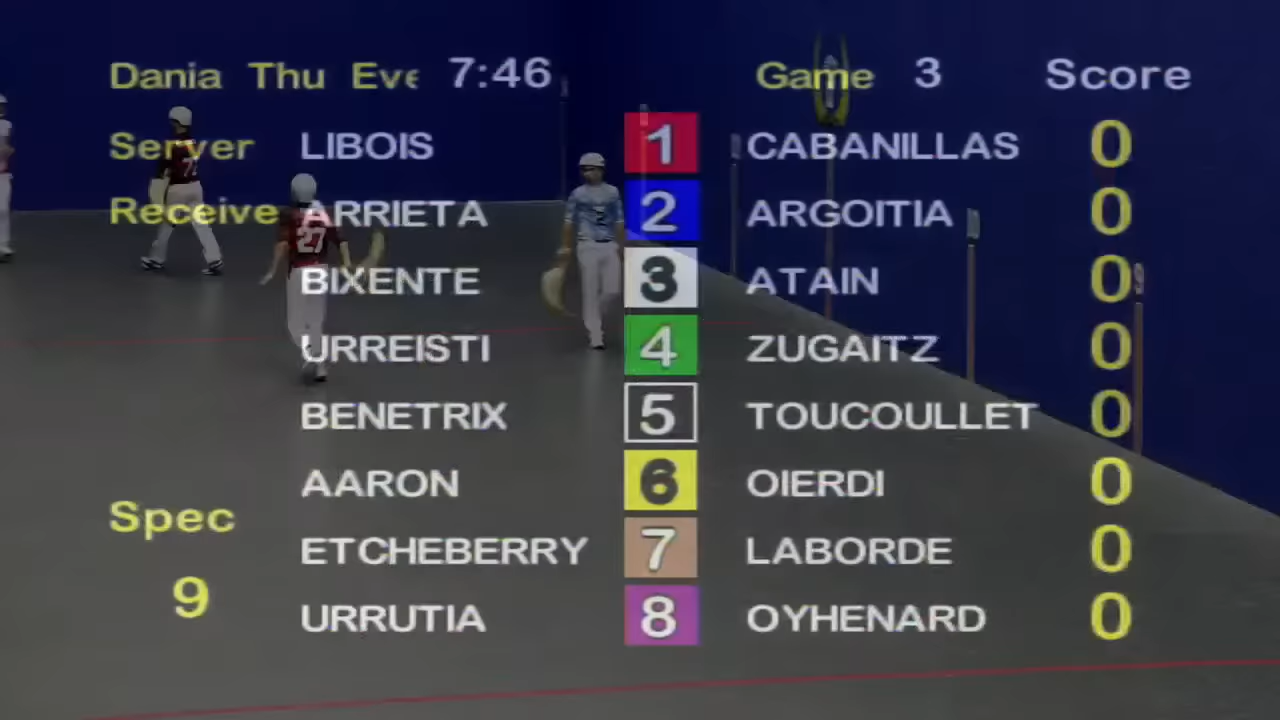 Dania Thu Eve 7:46 Game 3 Score
Server LIBOIS 1 CABANILLAS 0
Receive ARRIETA 2 ARGOITIA 0
BIXENTE 3 ATAIN 0
URREISTI 4 ZUGAITZ 0
BENETRIX 5 TOUCOULLET 0
AARON 6 OIERDI 0
Spec ETCHEBERRY 7 LABORDE 0
9 URRUTIA 8 OYHENARD 0
27